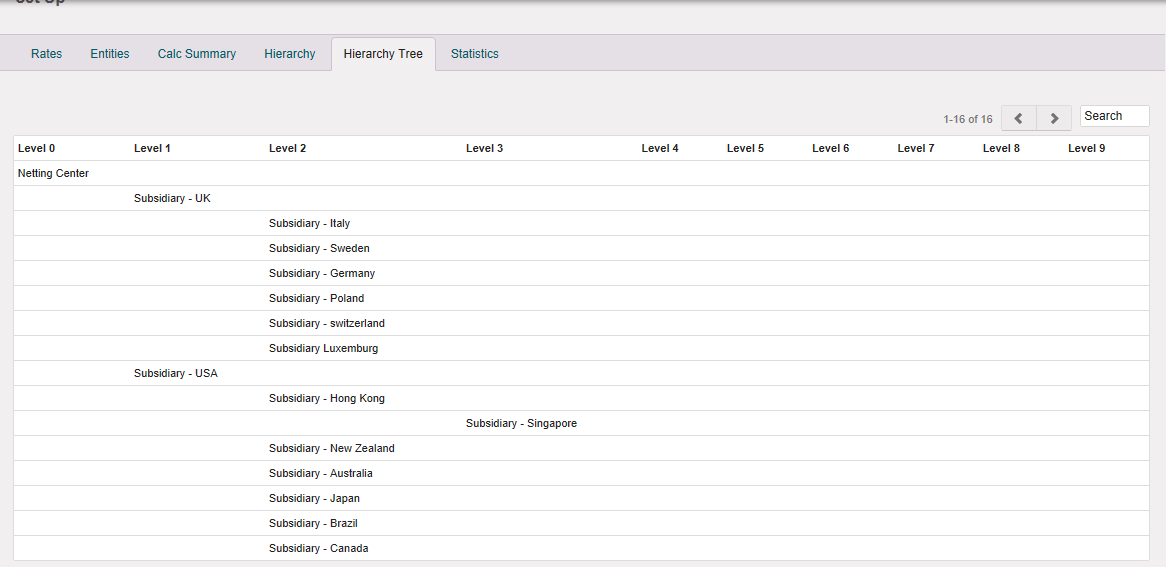 Set Up
Rates Entities Calc Summary Hierarchy Hierarchy Tree Statistics
1-16 of 16 Search
Level 0 Level 1 Level 2 Level 3 Level 4 Level 5 Level 6 Level 7 Level 8 Level 9
Netting Center
Subsidiary - UK
Subsidiary - Italy
Subsidiary - Sweden
Subsidiary - Germany
Subsidiary - Poland
Subsidiary - switzerland
Subsidiary Luxemburg
Subsidiary - USA
Subsidiary - Hong Kong
Subsidiary - Singapore
Subsidiary - New Zealand
Subsidiary - Australia
Subsidiary - Japan
Subsidiary - Brazil
Subsidiary - Canada